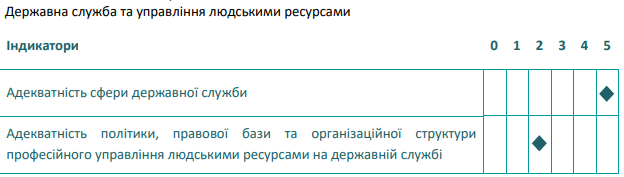 Державна служба та управління людськими ресурсами
Індикатори 0 1 2 3 4 5
Адекватність сфери державної служби
Адекватність політики, правової бази та організаційної структури
професійного управління людськими ресурсами на державній службі